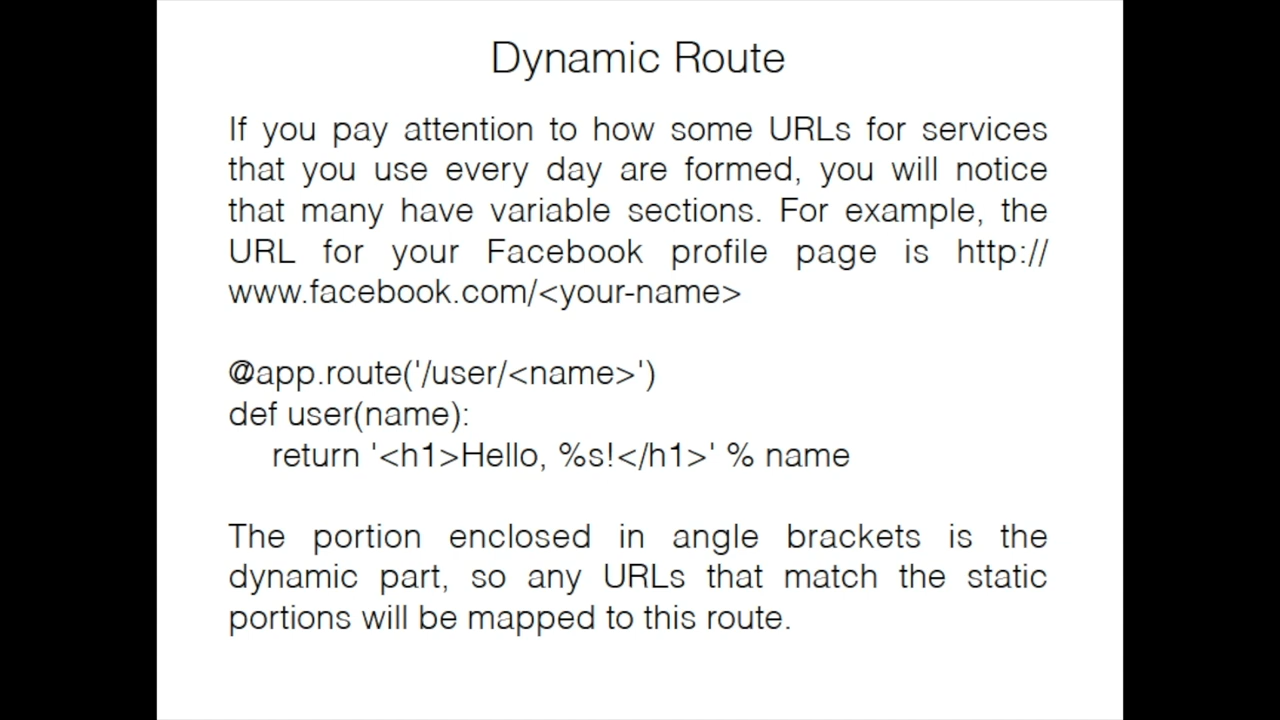 Dynamic Route
If you pay attention to how some URLs for services
that you use every day are formed, you will notice
that many have variable sections. For example, the
URL for your Facebook profile page is http://
www.facebook.com/<your-name>
@app.route('/user/<name>')
def user(name):
return '<h1>Hello, %s!</h1>' % name
The portion enclosed in angle brackets is the
dynamic part, so any URLs that match the static
portions will be mapped to this route.